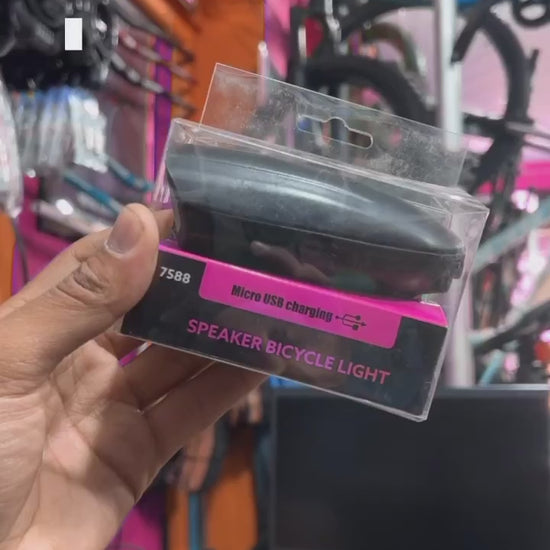 7588
Micro USB charging
SPEAKER BICYCLE LIGHT